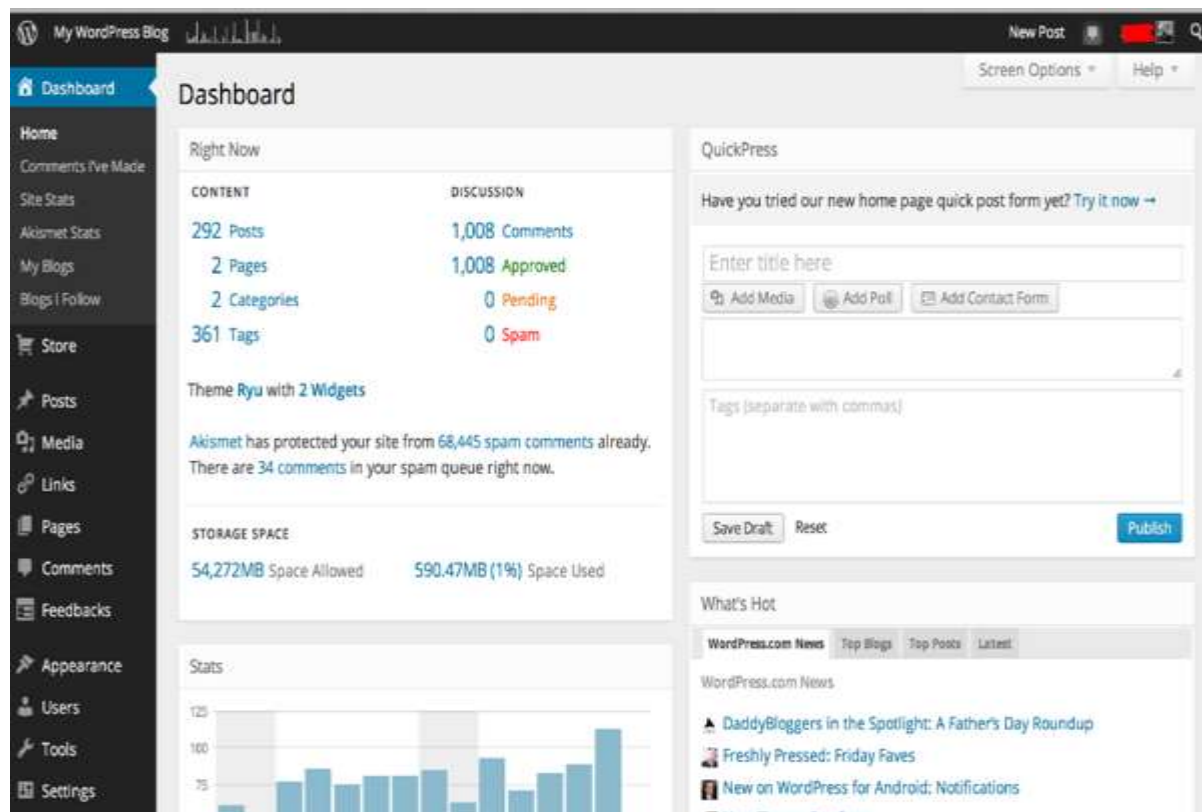 My WordPress Blog
New Post
Screen Options
Help
Dashboard
Home
Comments I've Made
Site Stats
Akismet Stats
My Blogs
Blogs I Follow
Store
Posts
Media
Links
Pages
Comments
Feedbacks
Appearance
Users
Tools
Settings
Dashboard
Right Now
CONTENT
DISCUSSION
292 Posts
1,008 Comments
2 Pages
1,008 Approved
2 Categories
0 Pending
361 Tags
0 Spam
Theme Ryu with 2 Widgets
Akismet has protected your site from 68,445 spam comments already.
There are 34 comments in your spam queue right now.
STORAGE SPACE
54,272MB Space Allowed
590.47MB (1%) Space Used
Stats
125
100
75
QuickPress
Have you tried our new home page quick post form yet? Try it now →
Enter title here
Add Media
Add Poll
Add Contact Form
Tags (separate with commas)
Save Draft
Reset
Publish
What's Hot
WordPress.com News
Top Blogs
Top Posts
Latest
WordPress.com News
DaddyBloggers in the Spotlight: A Father's Day Roundup
Freshly Pressed: Friday Faves
New on WordPress for Android: Notifications